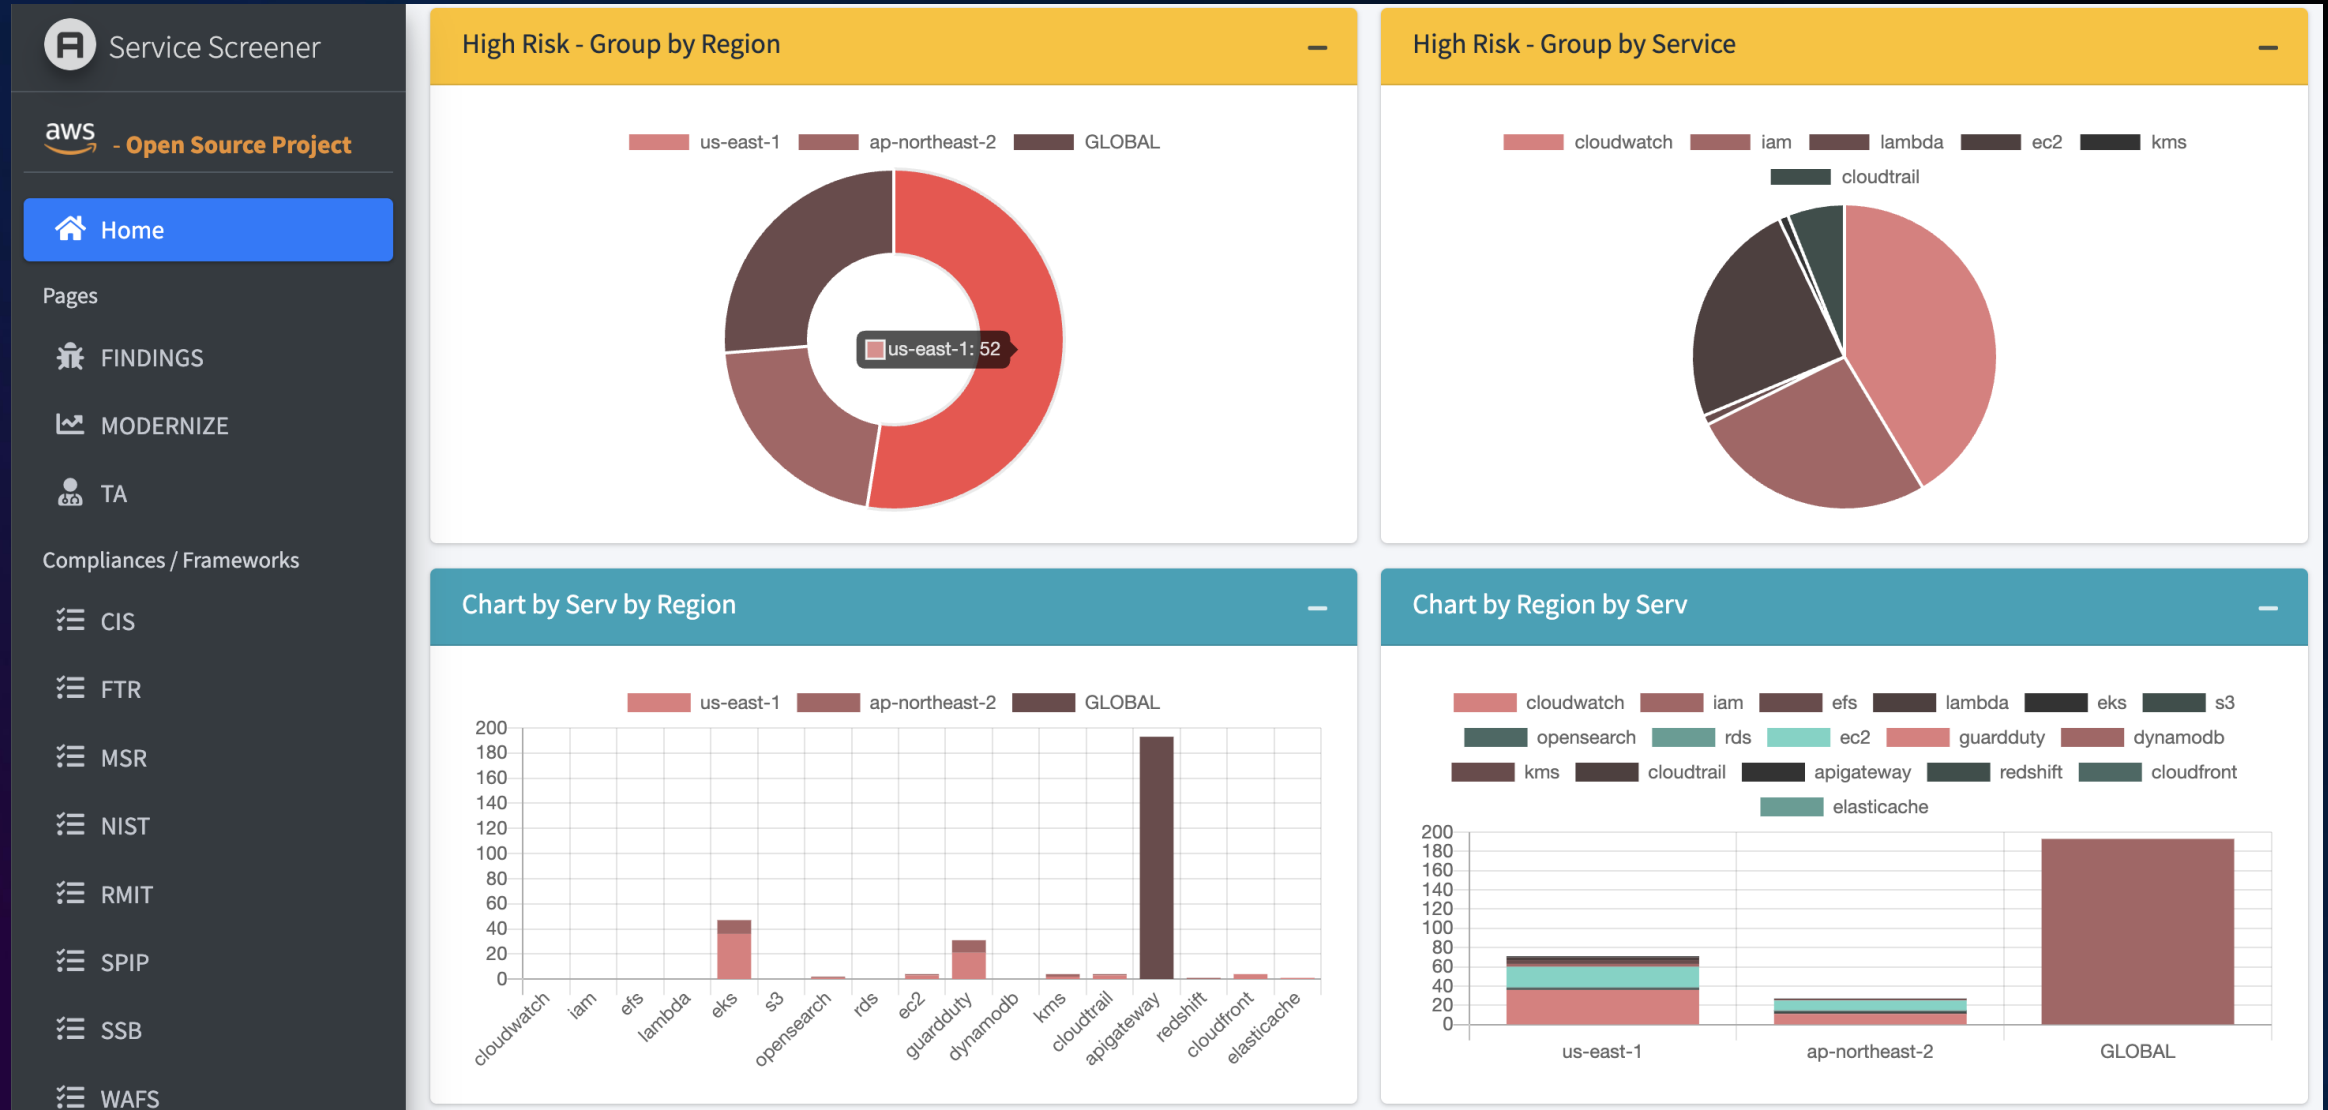 Service Screener
aws - Open Source Project
Home
Pages
FINDINGS
MODERNIZE
TA
Compliances / Frameworks
CIS
FTR
MSR
NIST
RMIT
SPIP
SSB
WAFS
High Risk - Group by Region
us-east-1 ap-northeast-2 GLOBAL
us-east-1: 52
High Risk - Group by Service
cloudwatch iam lambda ec2 kms
cloudtrail
Chart by Serv by Region
us-east-1 ap-northeast-2 GLOBAL
200
180
160
140
120
100
80
60
40
20
0
cloudwatch iam efs lambda eks s3 opensearch rds ec2 guardduty dynamodb kms cloudtrail apigateway redshift cloudfront elasticache
Chart by Region by Serv
cloudwatch iam efs lambda eks s3
opensearch rds ec2 guardduty dynamodb
kms cloudtrail apigateway redshift cloudfront
elasticache
200
180
160
140
120
100
80
60
40
20
0
us-east-1 ap-northeast-2 GLOBAL